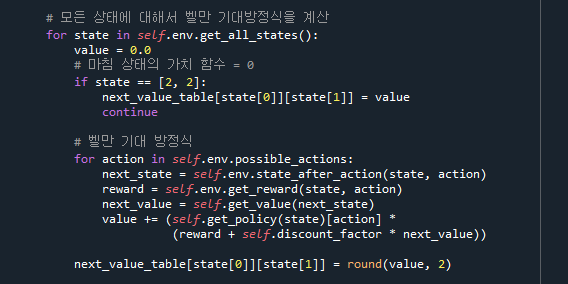 # 모든 상태에 대해서 벨만 기대방정식을 계산
for state in self.env.get_all_states():
    value = 0.0
    # 마침 상태의 가치 함수 = 0
    if state == [2, 2]:
        next_value_table[state[0]][state[1]] = value
        continue

    # 벨만 기대 방정식
    for action in self.env.possible_actions:
        next_state = self.env.state_after_action(state, action)
        reward = self.env.get_reward(state, action)
        next_value = self.get_value(next_state)
        value += (self.get_policy(state)[action] *
                  (reward + self.discount_factor * next_value))

    next_value_table[state[0]][state[1]] = round(value, 2)